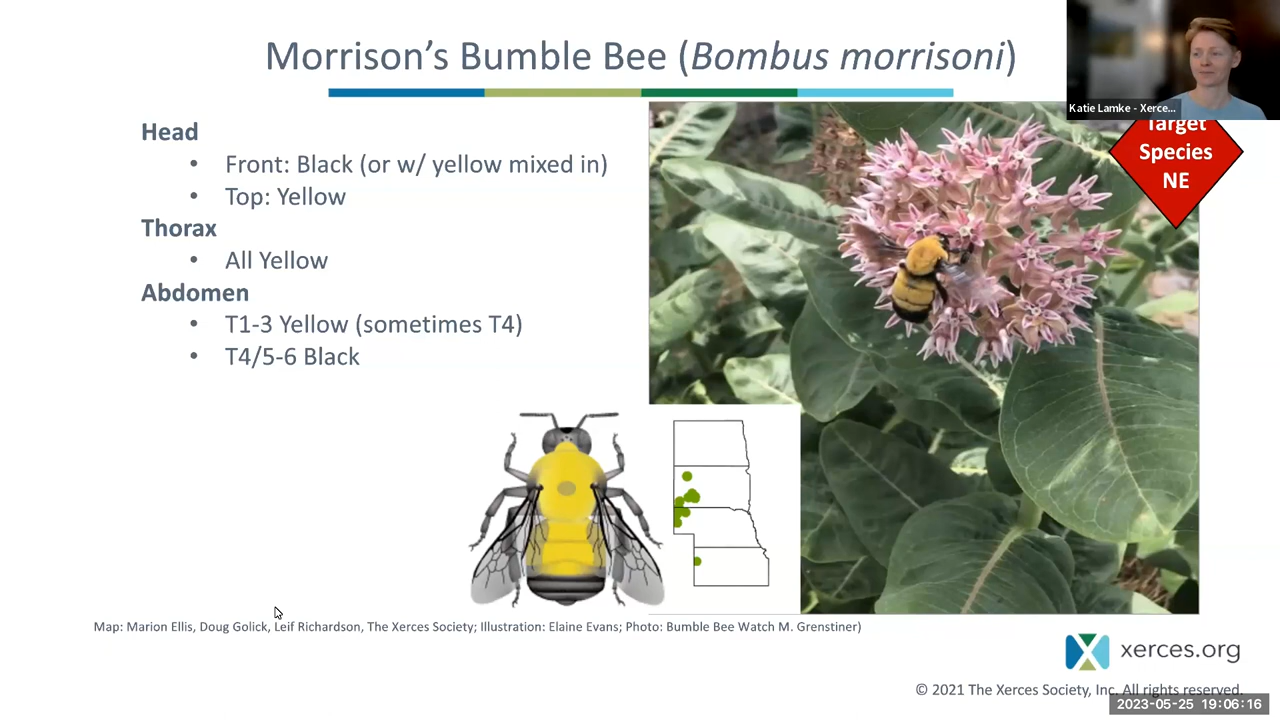 Morrison's Bumble Bee (Bombus morrisoni)
Katie Lamke - Xerce...
Target
Species
NE
Head
• Front: Black (or w/ yellow mixed in)
• Top: Yellow
Thorax
• All Yellow
Abdomen
• T1-3 Yellow (sometimes T4)
• T4/5-6 Black
Map: Marion Ellis, Doug Golick, Leif Richardson, The Xerces Society; Illustration: Elaine Evans; Photo: Bumble Bee Watch M. Grenstiner)
xerces.org
© 2021 The Xerces Society, Inc. All rights reserved.
2023-05-25 19:06:16